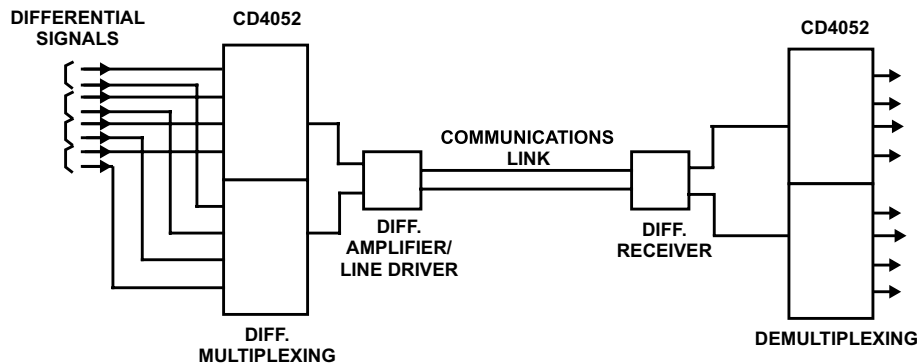 DIFFERENTIAL
SIGNALS
CD4052
CD4052
COMMUNICATIONS
LINK
DIFF.
AMPLIFIER/
LINE DRIVER
DIFF.
RECEIVER
DIFF.
MULTIPLEXING
DEMULTIPLEXING